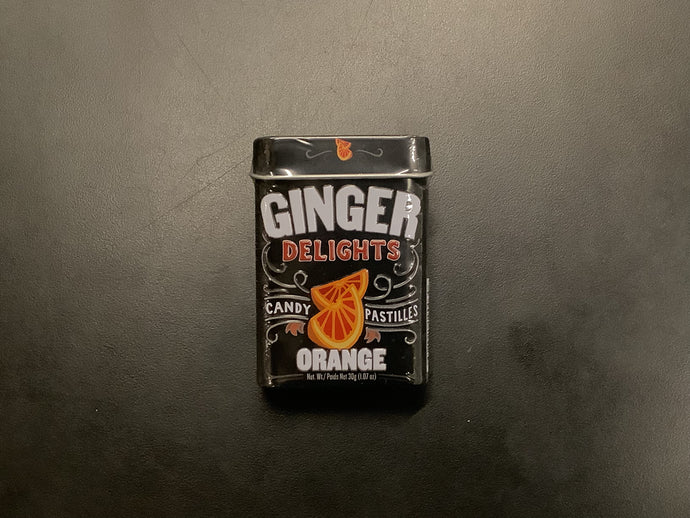 GINGER
DELIGHTS
CANDY PASTILLES
ORANGE
Net. Wt./ Poids Net 30g (1.07 oz)